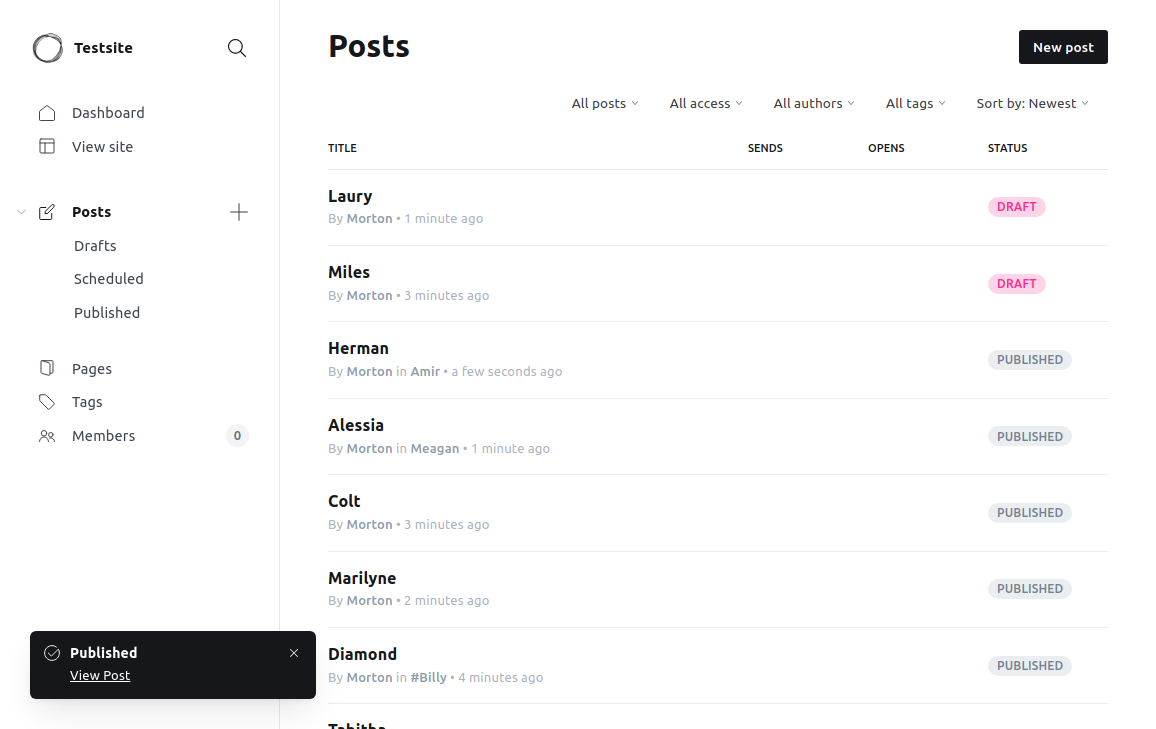 Testsite
Dashboard
View site
Posts
Drafts
Scheduled
Published
Pages
Tags
Members 0
Published
View Post
Posts
New post
All posts All access All authors All tags Sort by: Newest
TITLE SENDS OPENS STATUS
Laury
By Morton • 1 minute ago
DRAFT
Miles
By Morton • 3 minutes ago
DRAFT
Herman
By Morton in Amir • a few seconds ago
PUBLISHED
Alessia
By Morton in Meagan • 1 minute ago
PUBLISHED
Colt
By Morton • 3 minutes ago
PUBLISHED
Marilyne
By Morton • 2 minutes ago
PUBLISHED
Diamond
By Morton in #Billy • 4 minutes ago
PUBLISHED
Tabitha